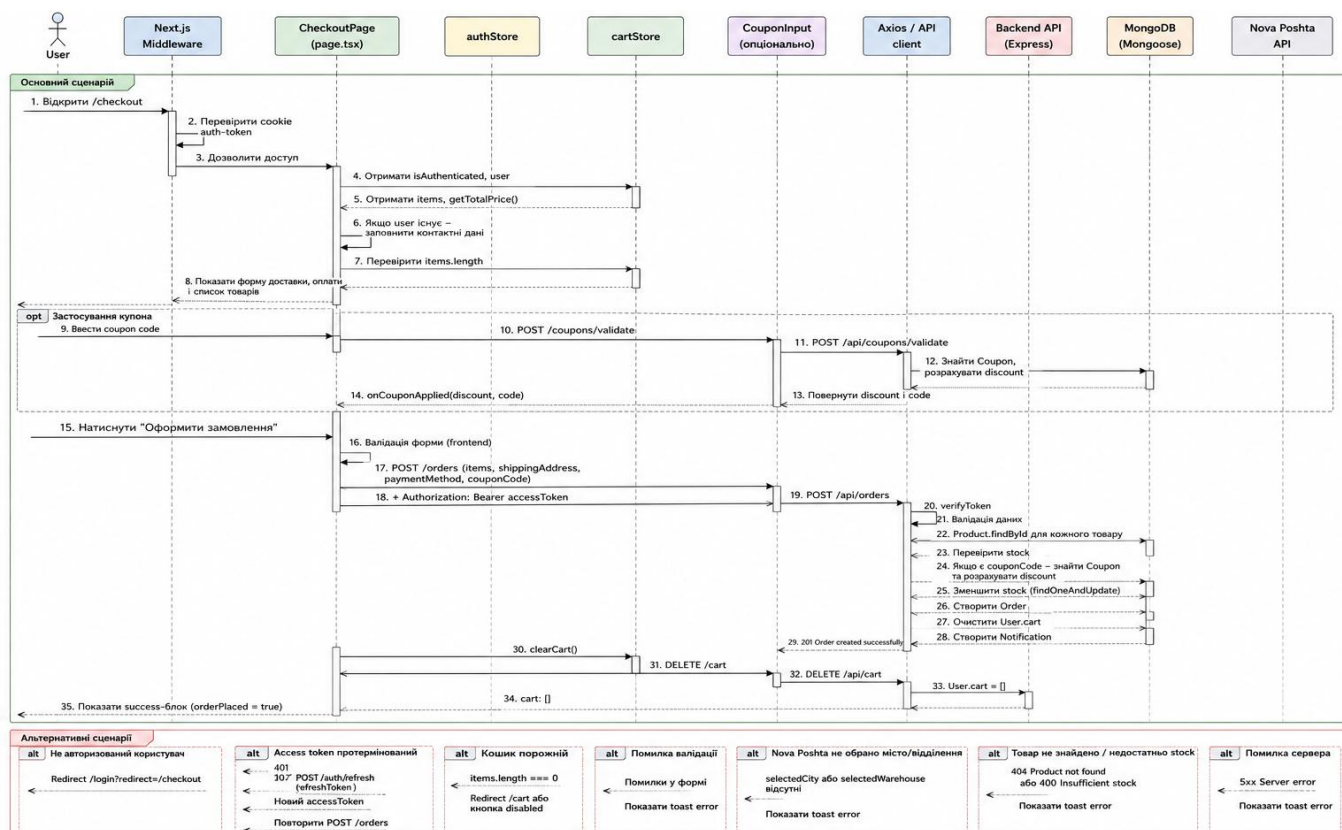 User
Next.js
Middleware
CheckoutPage
(page.tsx)
authStore
cartStore
CouponInput
(опціонально)
Axios / API
client
Backend API
(Express)
MongoDB
(Mongoose)
Nova Poshta
API
Основний сценарій
1. Відкрити /checkout
2. Перевірити cookie
auth-token
3. Дозволити доступ
4. Отримати isAuthenticated, user
5. Отримати items, getTotalPrice()
6. Якщо user існує –
заповнити контактні дані
7. Перевірити items.length
8. Показати форму доставки, оплати
і список товарів
opt Застосування купона
9. Ввести coupon code
10. POST /coupons/validate
11. POST /api/coupons/validate
12. Знайти Coupon,
розрахувати discount
13. Повернути discount і code
14. onCouponApplied(discount, code)
15. Натиснути "Оформити замовлення"
16. Валідація форми (frontend)
17. POST /orders (items, shippingAddress,
paymentMethod, couponCode)
18. + Authorization: Bearer accessToken
19. POST /api/orders
20. verifyToken
21. Валідація даних
22. Product.findById для кожного товару
23. Перевірити stock
24. Якщо є couponCode – знайти Coupon
та розрахувати discount
25. Зменшити stock (findOneAndUpdate)
26. Створити Order
27. Очистити User.cart
28. Створити Notification
29. 201 Order created successfully
30. clearCart()
31. DELETE /cart
32. DELETE /api/cart
33. User.cart = []
34. cart: []
35. Показати success-блок (orderPlaced = true)
Альтернативні сценарії
alt Не авторизований користувач
Redirect /login?redirect=/checkout
alt Access token протермінований
401
POST /auth/refresh
(refreshToken)
Новий accessToken
Повторити POST /orders
alt Кошик порожній
items.length === 0
Redirect /cart або
кнопка disabled
alt Помилка валідації
Помилки у формі
Показати toast error
alt Nova Poshta не обрано місто/відділення
selectedCity або selectedWarehouse
відсутні
Показати toast error
alt Товар не знайдено / недостатньо stock
404 Product not found
або 400 Insufficient stock
Показати toast error
alt Помилка сервера
5xx Server error
Показати toast error